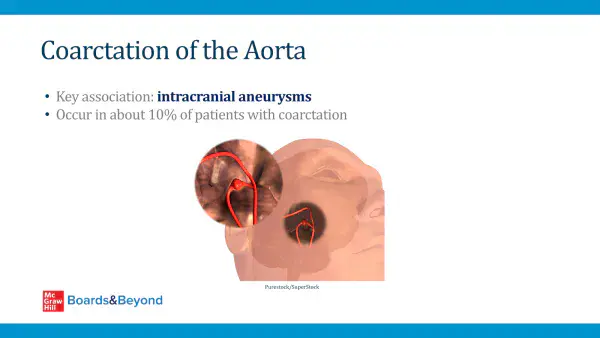 Coarctation of the Aorta
• Key association: intracranial aneurysms
• Occur in about 10% of patients with coarctation
Purestock/SuperStock
Mc
Graw
Hill
Boards&Beyond